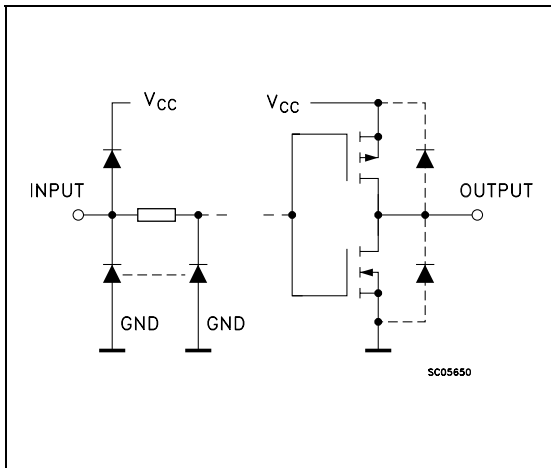 VCC
VCC
INPUT
OUTPUT
GND
GND
SC05650